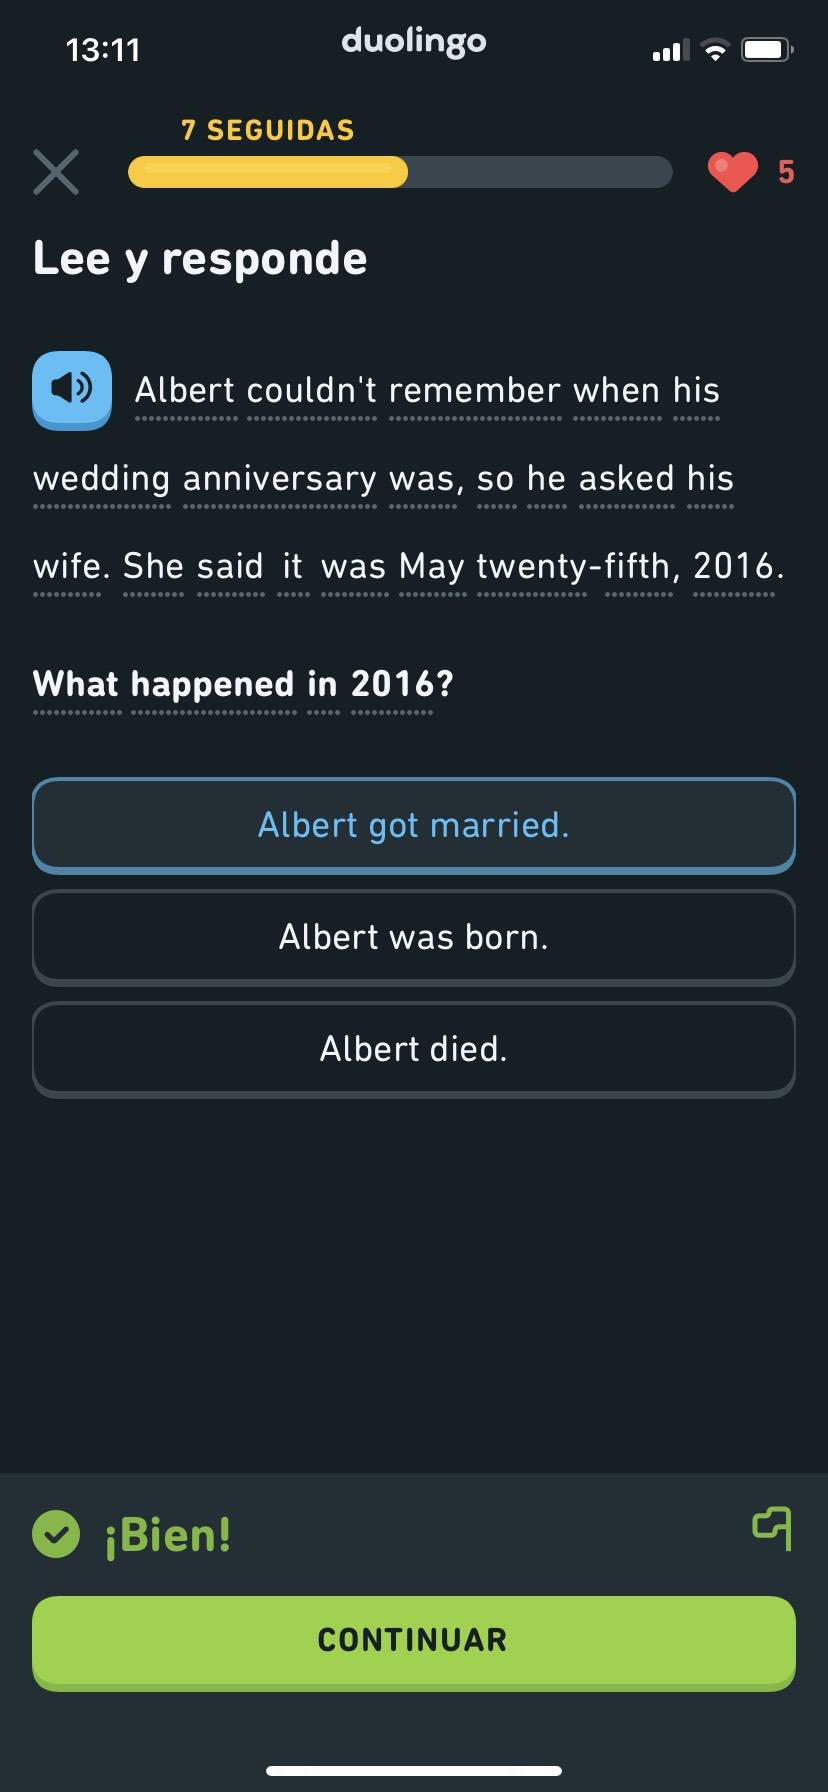 13:11
duolingo
7 SEGUIDAS
5
Lee y responde
Albert couldn't remember when his
wedding anniversary was, so he asked his
wife. She said it was May twenty-fifth, 2016.
What happened in 2016?
Albert got married.
Albert was born.
Albert died.
¡Bien!
CONTINUAR